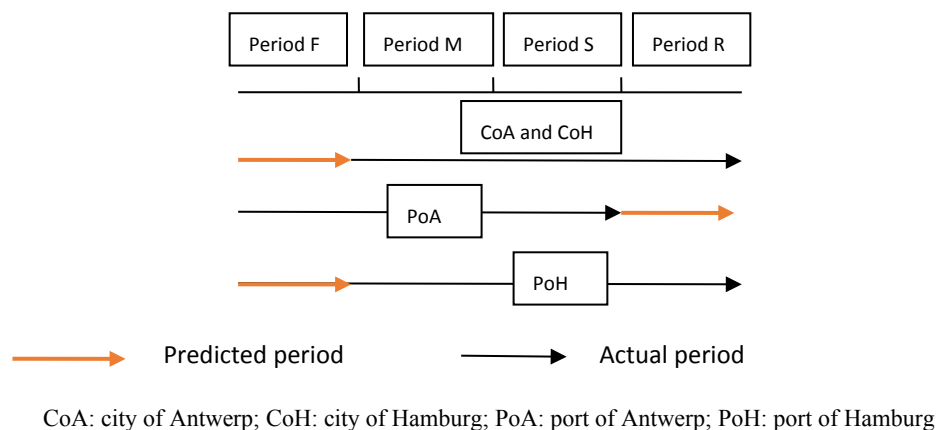 Period F
Period M
Period S
Period R
CoA and CoH
PoA
PoH
Predicted period
Actual period
CoA: city of Antwerp; CoH: city of Hamburg; PoA: port of Antwerp; PoH: port of Hamburg